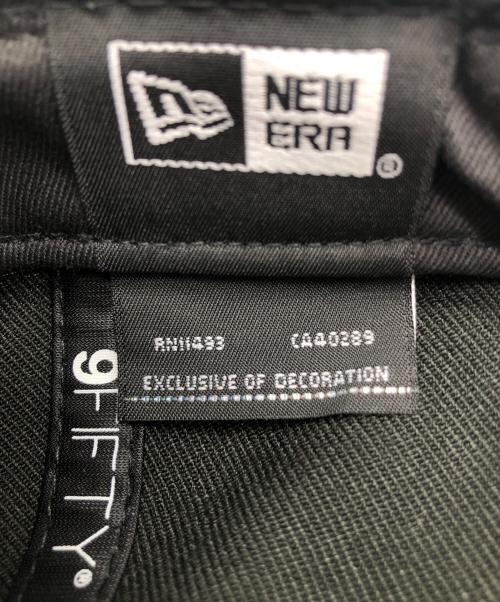 NEW
ERA
®
RN11493 CA40289
EXCLUSIVE OF DECORATION
9FIFTY®